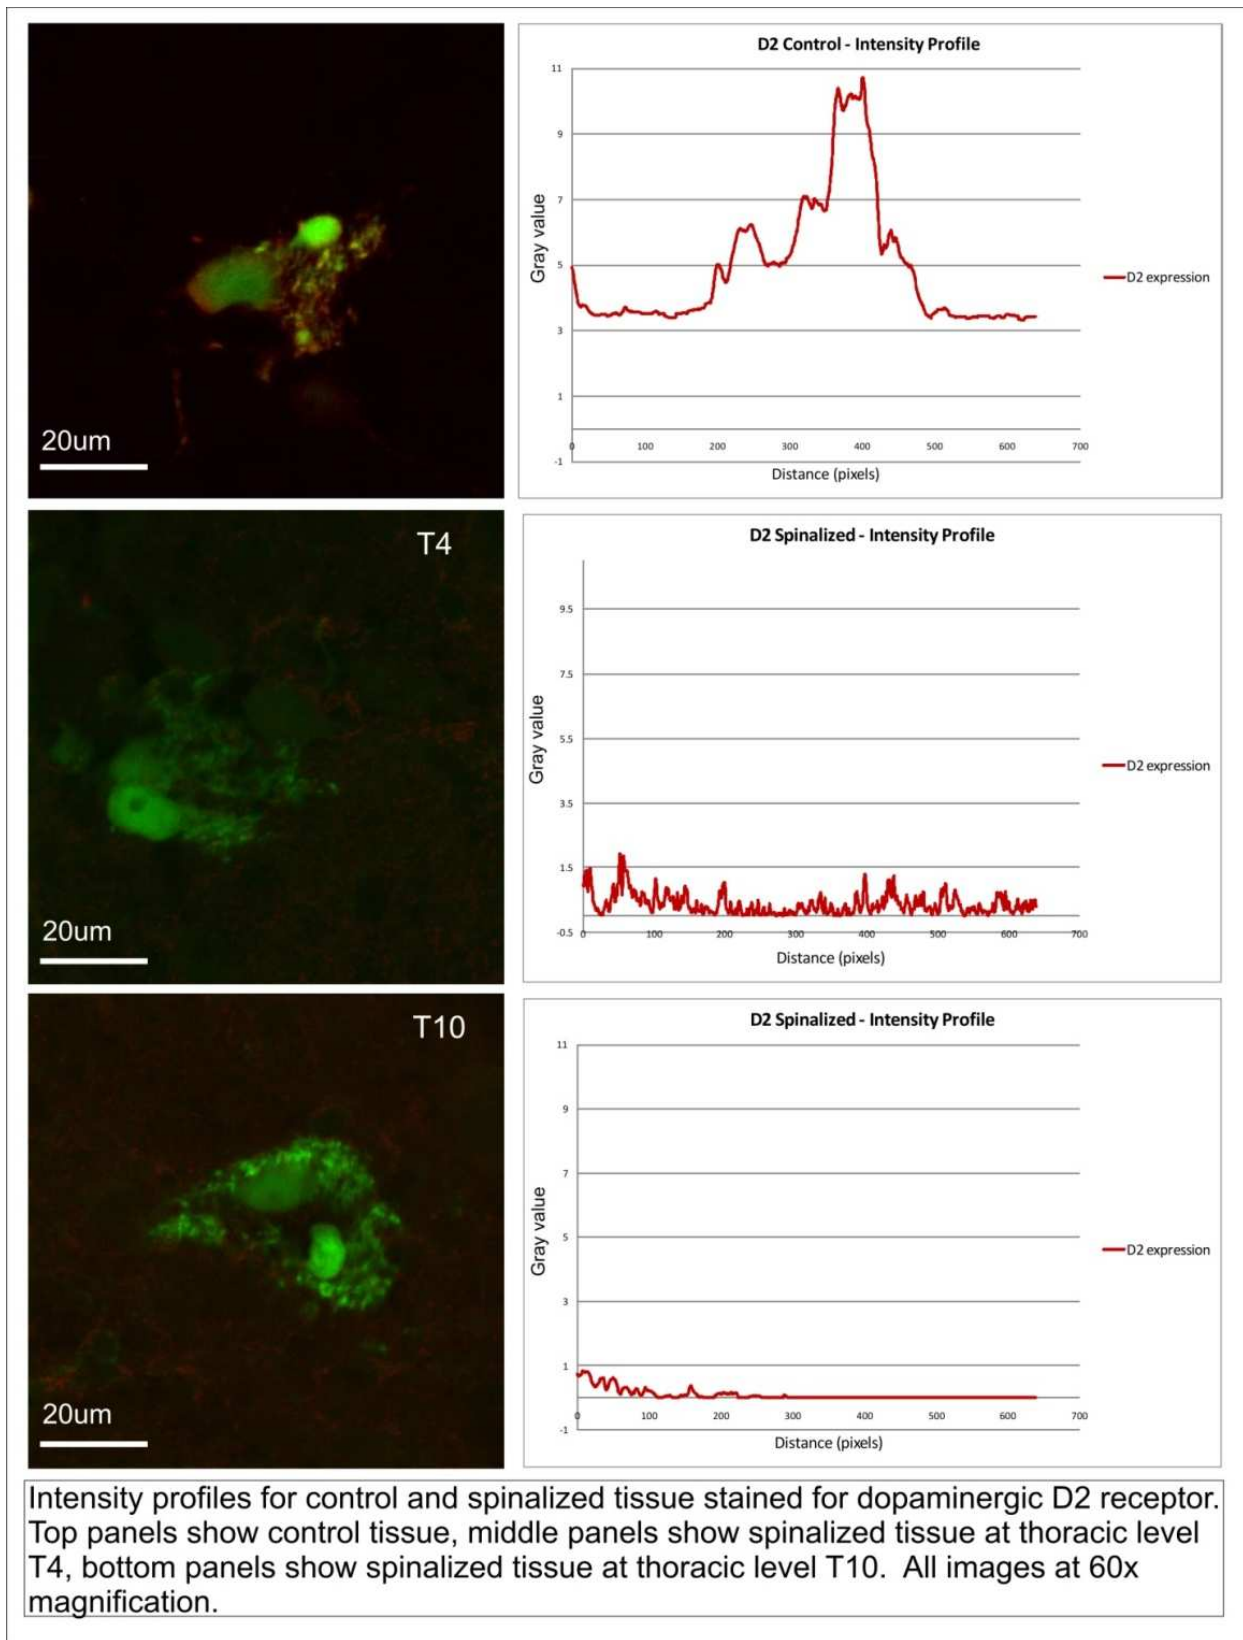 20um
D2 Control - Intensity Profile
11
9
7
5
3
1
-1
0 100 200 300 400 500 600 700
Gray value
Distance (pixels)
D2 expression
T4
20um
D2 Spinalized - Intensity Profile
9.5
7.5
5.5
3.5
1.5
-0.5
0 100 200 300 400 500 600 700
Gray value
Distance (pixels)
D2 expression
T10
20um
D2 Spinalized - Intensity Profile
11
9
7
5
3
1
-1
0 100 200 300 400 500 600 700
Gray value
Distance (pixels)
D2 expression
Intensity profiles for control and spinalized tissue stained for dopaminergic D2 receptor.
Top panels show control tissue, middle panels show spinalized tissue at thoracic level
T4, bottom panels show spinalized tissue at thoracic level T10.  All images at 60x
magnification.